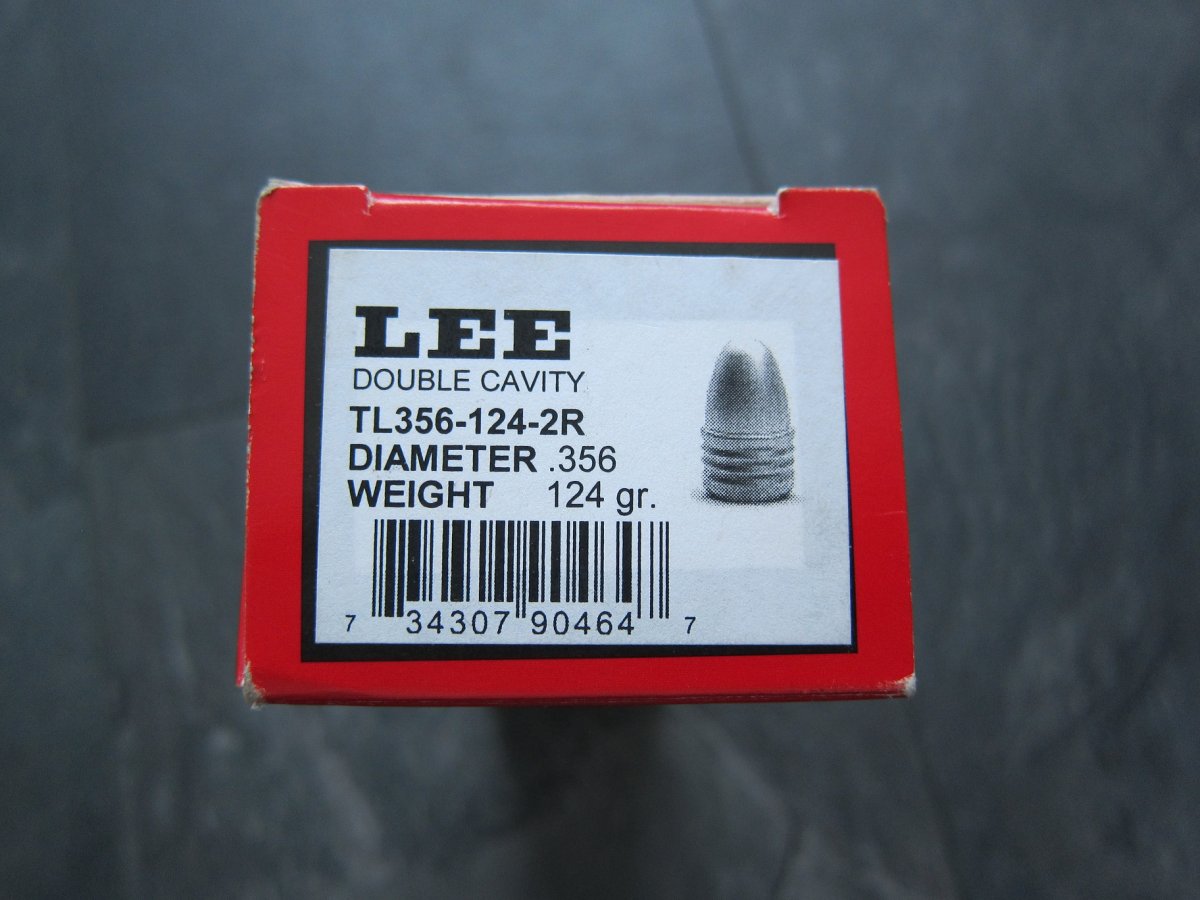 LEE
DOUBLE CAVITY
TL356-124-2R
DIAMETER .356
WEIGHT 124 gr.
7 34307 90464 7